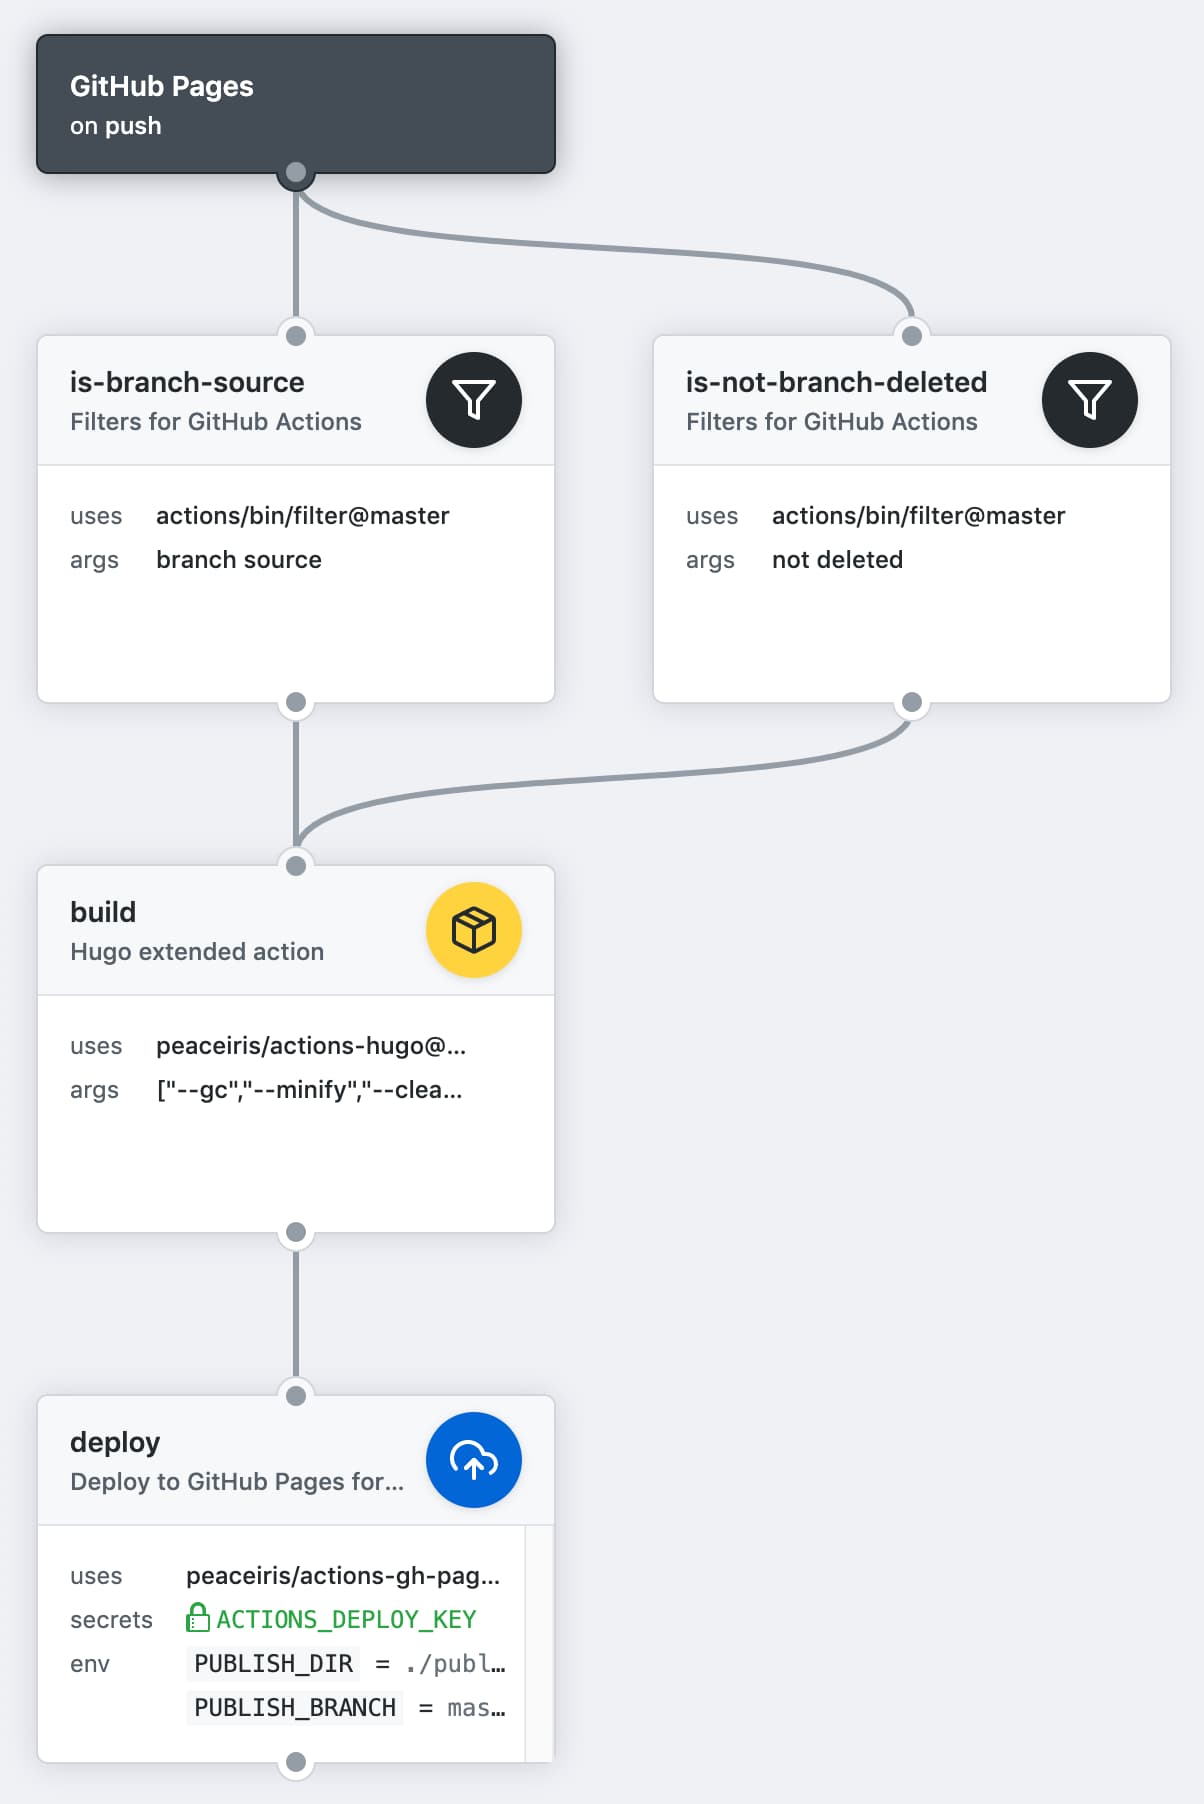 GitHub Pages
on push
is-branch-source
Filters for GitHub Actions
uses actions/bin/filter@master
args branch source
is-not-branch-deleted
Filters for GitHub Actions
uses actions/bin/filter@master
args not deleted
build
Hugo extended action
uses peaceiris/actions-hugo@...
args ["--gc","--minify","--clea...
deploy
Deploy to GitHub Pages for...
uses peaceiris/actions-gh-pag...
secrets ACTIONS_DEPLOY_KEY
env PUBLISH_DIR = ./publ...
PUBLISH_BRANCH = mas...